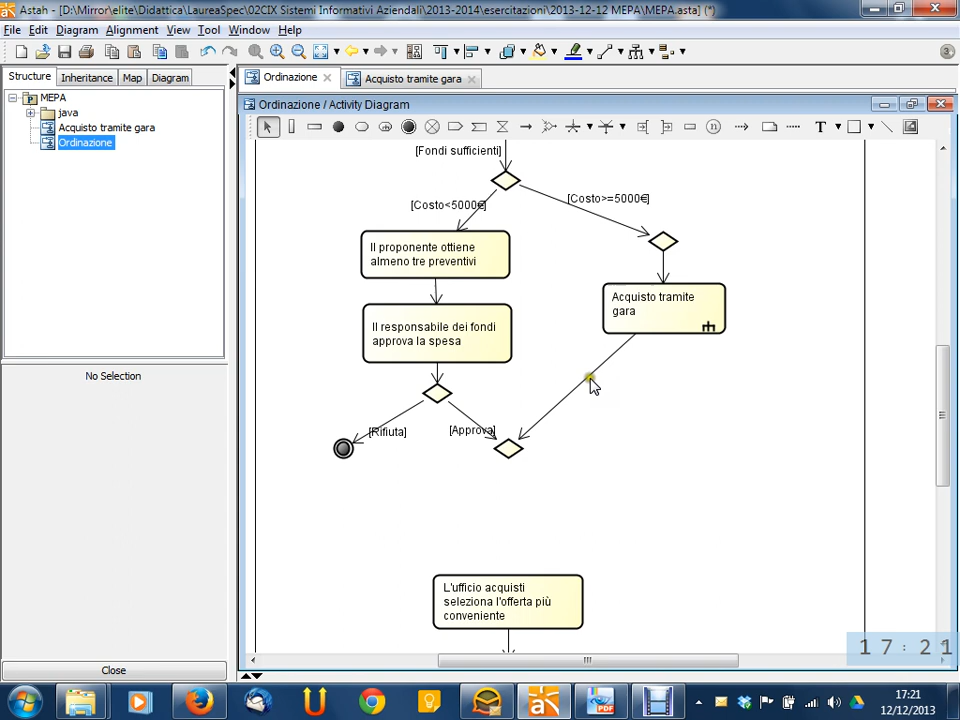 Astah - [D:\Mirror\elite\Didattica\LaureaSpec\02CIX Sistemi Informativi Aziendali\2013-2014\esercitazioni\2013-12-12 MEPA\MEPA.asta] (*)
File Edit Diagram Alignment View Tool Window Help
3
Structure Inheritance Map Diagram
MEPA
java
Acquisto tramite gara
Ordinazione
No Selection
Close
Ordinazione Acquisto tramite gara
Ordinazione / Activity Diagram
T
[Fondi sufficienti]
[Costo<5000€]
[Costo>=5000€]
Il proponente ottiene
almeno tre preventivi
Acquisto tramite
gara
Il responsabile dei fondi
approva la spesa
[Rifiuta]
[Approva]
L'ufficio acquisti
seleziona l'offerta più
conveniente
17:21
PDF
17:21
12/12/2013